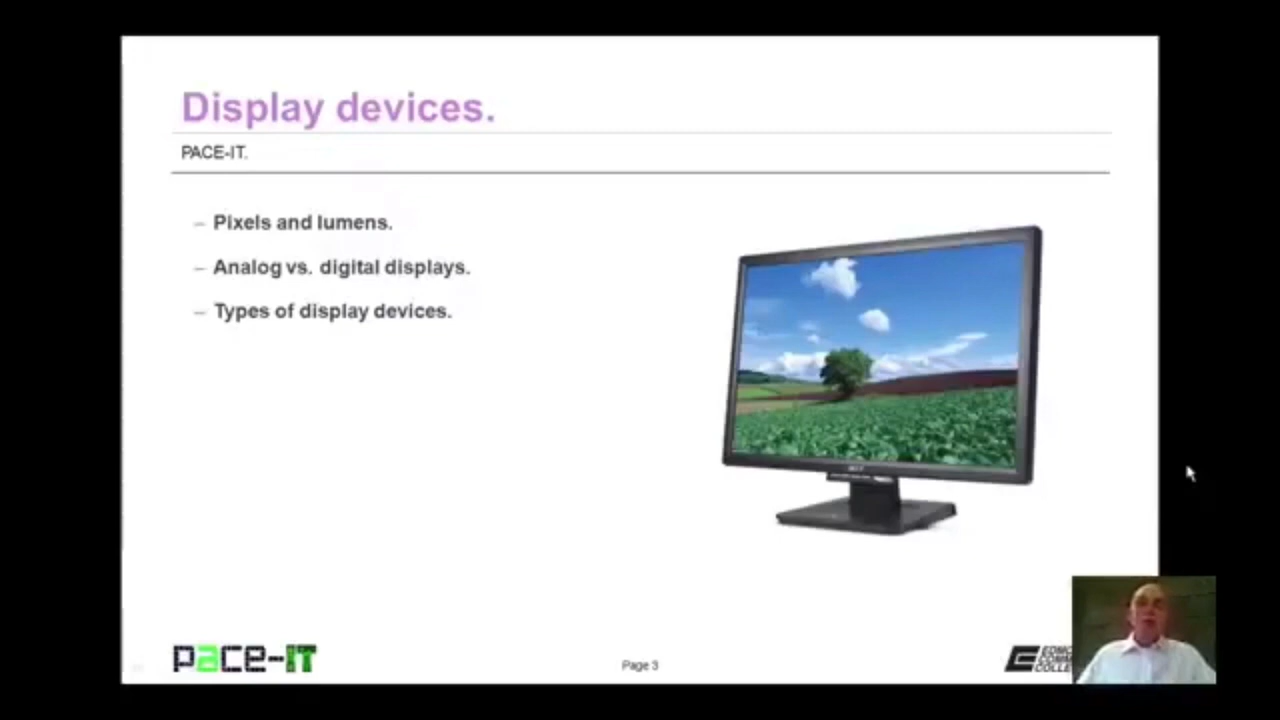 Display devices.
PACE-IT.
– Pixels and lumens.
– Analog vs. digital displays.
– Types of display devices.
acer
pace-IT
Page 3